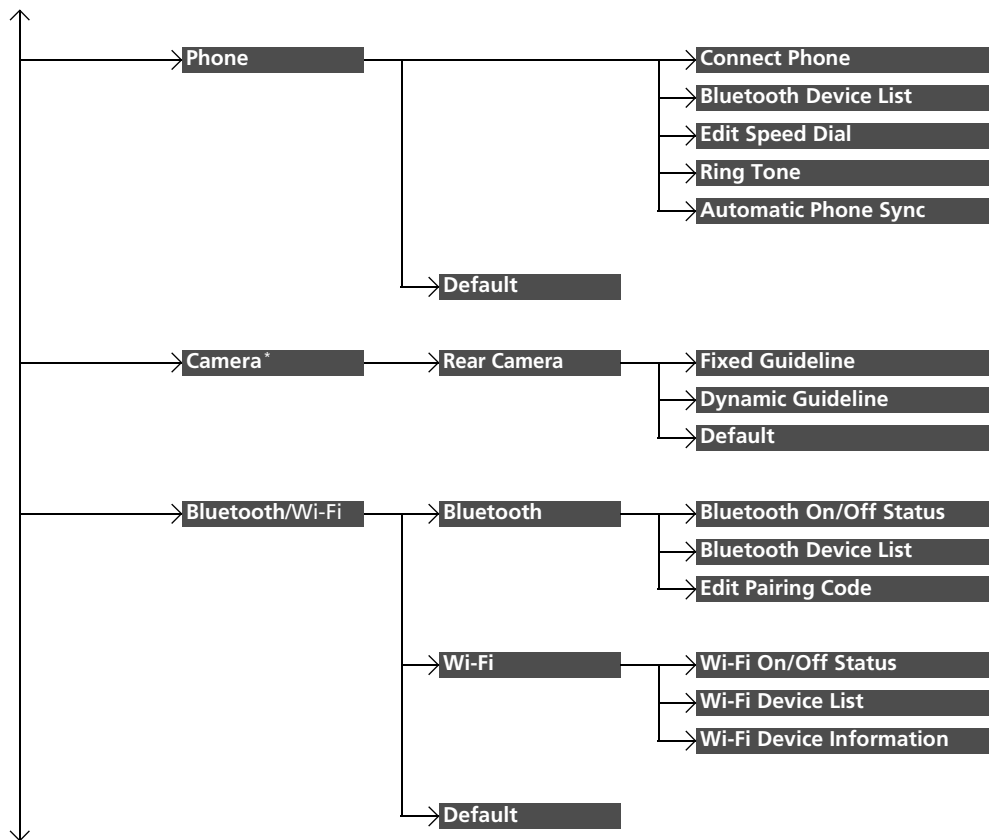 Phone
Connect Phone
Bluetooth Device List
Edit Speed Dial
Ring Tone
Automatic Phone Sync
Default
Camera*
Rear Camera
Fixed Guideline
Dynamic Guideline
Default
Bluetooth/Wi-Fi
Bluetooth
Bluetooth On/Off Status
Bluetooth Device List
Edit Pairing Code
Wi-Fi
Wi-Fi On/Off Status
Wi-Fi Device List
Wi-Fi Device Information
Default